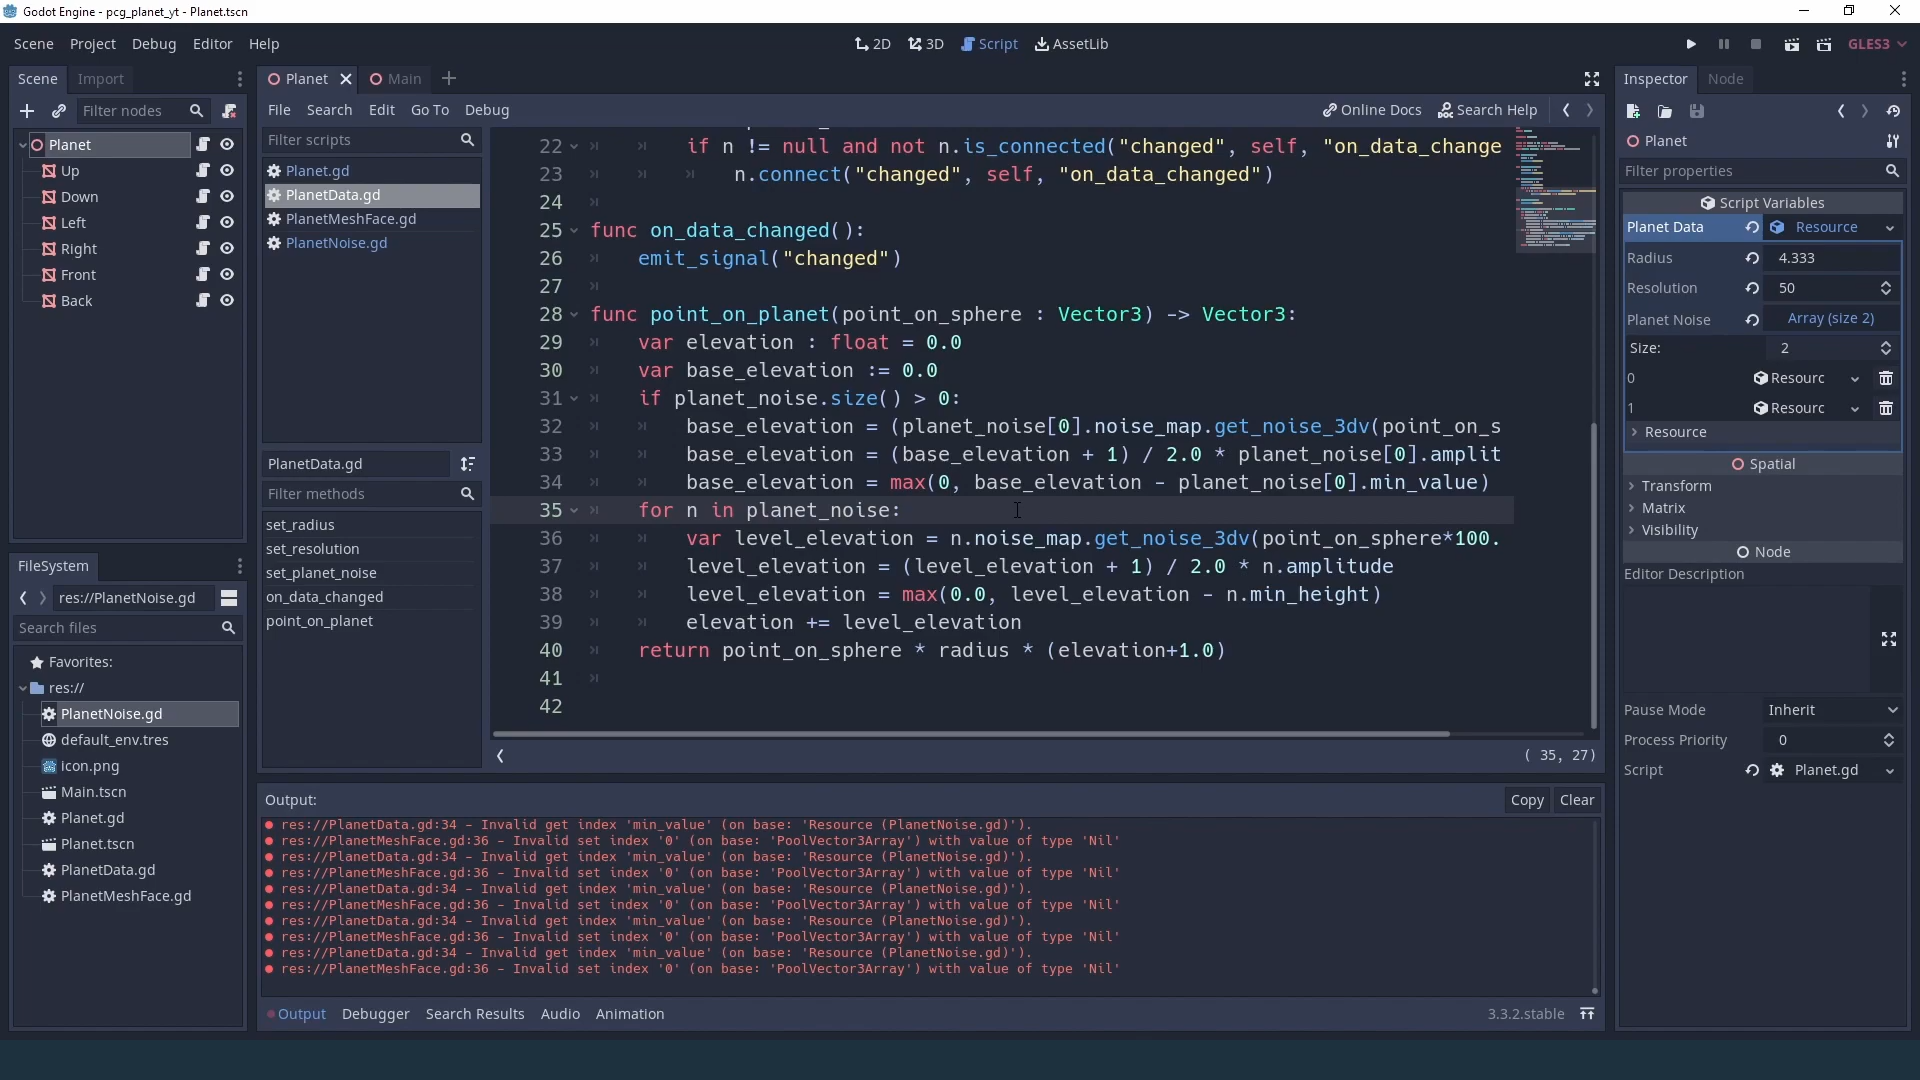 Godot Engine - pcg_planet_yt - Planet.tscn
Scene Project Debug Editor Help
2D 3D Script AssetLib
GLES3
Scene Import
Filter nodes
Planet
Up
Down
Left
Right
Front
Back
FileSystem
res://PlanetNoise.gd
Search files
Favorites:
res://
PlanetNoise.gd
default_env.tres
icon.png
Main.tscn
Planet.gd
Planet.tscn
PlanetData.gd
PlanetMeshFace.gd
Planet Main
File Search Edit Go To Debug
Online Docs Search Help
Filter scripts
Planet.gd
PlanetData.gd
PlanetMeshFace.gd
PlanetNoise.gd
PlanetData.gd
Filter methods
set_radius
set_resolution
set_planet_noise
on_data_changed
point_on_planet
22 if n != null and not n.is_connected("changed", self, "on_data_change
23 n.connect("changed", self, "on_data_changed")
24
25 func on_data_changed():
26 emit_signal("changed")
27
28 func point_on_planet(point_on_sphere : Vector3) -> Vector3:
29 var elevation : float = 0.0
30 var base_elevation := 0.0
31 if planet_noise.size() > 0:
32 base_elevation = (planet_noise[0].noise_map.get_noise_3dv(point_on_s
33 base_elevation = (base_elevation + 1) / 2.0 * planet_noise[0].amplit
34 base_elevation = max(0, base_elevation - planet_noise[0].min_value)
35 for n in planet_noise:
36 var level_elevation = n.noise_map.get_noise_3dv(point_on_sphere*100.
37 level_elevation = (level_elevation + 1) / 2.0 * n.amplitude
38 level_elevation = max(0.0, level_elevation - n.min_height)
39 elevation += level_elevation
40 return point_on_sphere * radius * (elevation+1.0)
41
42
( 35, 27)
Output:
Copy Clear
res://PlanetData.gd:34 - Invalid get index 'min_value' (on base: 'Resource (PlanetNoise.gd)').
res://PlanetMeshFace.gd:36 - Invalid set index '0' (on base: 'PoolVector3Array') with value of type 'Nil'
res://PlanetData.gd:34 - Invalid get index 'min_value' (on base: 'Resource (PlanetNoise.gd)').
res://PlanetMeshFace.gd:36 - Invalid set index '0' (on base: 'PoolVector3Array') with value of type 'Nil'
res://PlanetData.gd:34 - Invalid get index 'min_value' (on base: 'Resource (PlanetNoise.gd)').
res://PlanetMeshFace.gd:36 - Invalid set index '0' (on base: 'PoolVector3Array') with value of type 'Nil'
res://PlanetData.gd:34 - Invalid get index 'min_value' (on base: 'Resource (PlanetNoise.gd)').
res://PlanetMeshFace.gd:36 - Invalid set index '0' (on base: 'PoolVector3Array') with value of type 'Nil'
res://PlanetData.gd:34 - Invalid get index 'min_value' (on base: 'Resource (PlanetNoise.gd)').
res://PlanetMeshFace.gd:36 - Invalid set index '0' (on base: 'PoolVector3Array') with value of type 'Nil'
Output Debugger Search Results Audio Animation
3.3.2.stable
Inspector Node
Planet
Filter properties
Script Variables
Planet Data Resource
Radius 4.333
Resolution 50
Planet Noise Array (size 2)
Size: 2
0 Resourc
1 Resourc
Resource
Spatial
Transform
Matrix
Visibility
Node
Editor Description
Pause Mode Inherit
Process Priority 0
Script Planet.gd